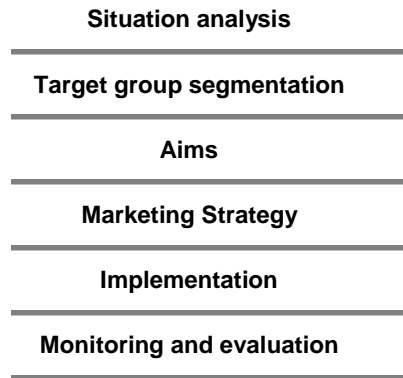 Situation analysis
Target group segmentation
Aims
Marketing Strategy
Implementation
Monitoring and evaluation